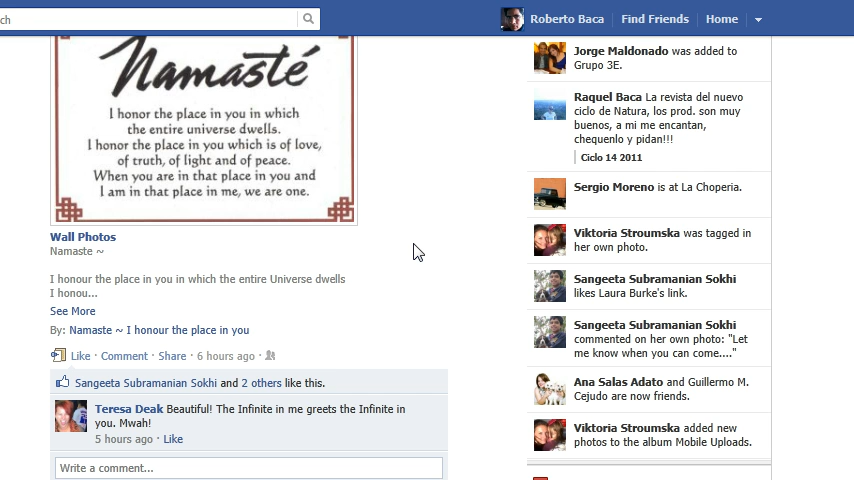 ch
Roberto Baca
Find Friends
Home
Namasté
I honor the place in you in which
the entire universe dwells.
I honor the place in you which is of love,
of truth, of light and of peace.
When you are in that place in you and
I am in that place in me, we are one.
Wall Photos
Namaste ~
I honour the place in you in which the entire Universe dwells
I honou...
See More
By: Namaste ~ I honour the place in you
Like · Comment · Share · 6 hours ago ·
Sangeeta Subramanian Sokhi and 2 others like this.
Teresa Deak Beautiful! The Infinite in me greets the Infinite in
you. Mwah!
5 hours ago · Like
Write a comment...
Jorge Maldonado was added to
Grupo 3E.
Raquel Baca La revista del nuevo
ciclo de Natura, los prod. son muy
buenos, a mi me encantan,
chequenlo y pidan!!!
Ciclo 14 2011
Sergio Moreno is at La Choperia.
Viktoria Stroumska was tagged in
her own photo.
Sangeeta Subramanian Sokhi
likes Laura Burke's link.
Sangeeta Subramanian Sokhi
commented on her own photo: "Let
me know when you can come...."
Ana Salas Adato and Guillermo M.
Cejudo are now friends.
Viktoria Stroumska added new
photos to the album Mobile Uploads.